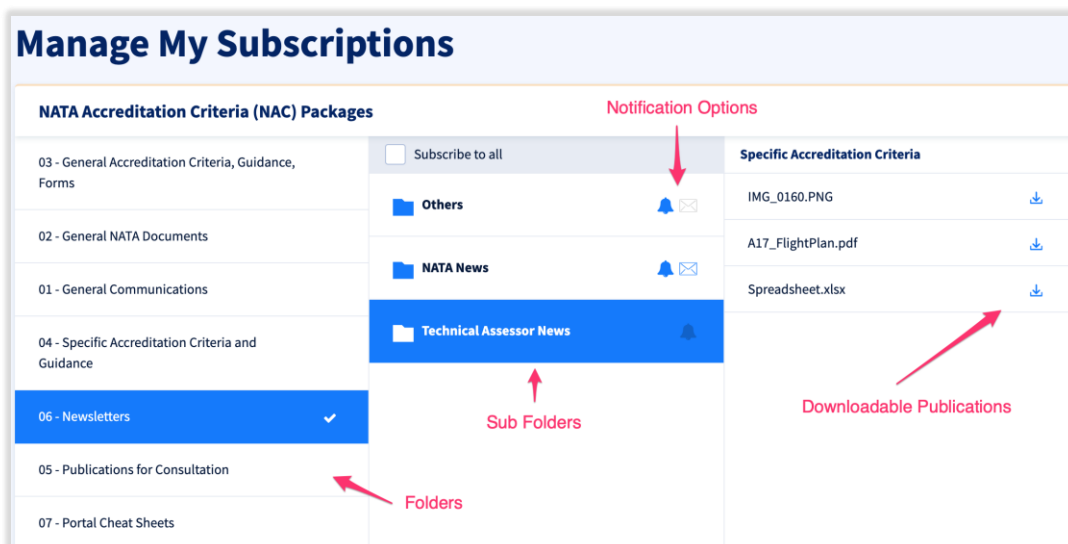 Manage My Subscriptions
NATA Accreditation Criteria (NAC) Packages
Notification Options
03 - General Accreditation Criteria, Guidance,
Forms
02 - General NATA Documents
01 - General Communications
04 - Specific Accreditation Criteria and
Guidance
06 - Newsletters
05 - Publications for Consultation
07 - Portal Cheat Sheets
Folders
Subscribe to all
Others
NATA News
Technical Assessor News
Sub Folders
Specific Accreditation Criteria
IMG_0160.PNG
A17_FlightPlan.pdf
Spreadsheet.xlsx
Downloadable Publications